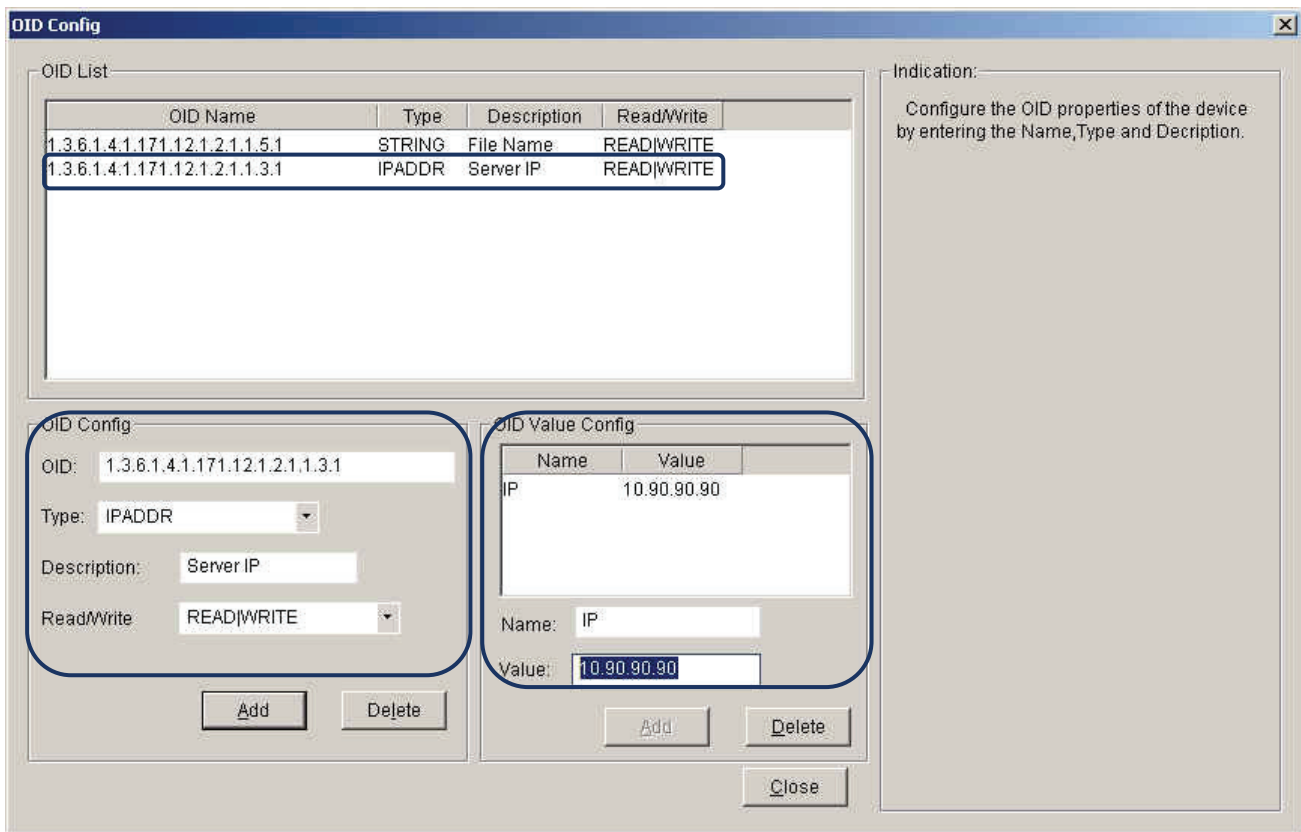 OID Config
OID List
OID Name Type Description Read/Write
1.3.6.1.4.1.171.12.1.2.1.1.5.1 STRING File Name READ|WRITE
1.3.6.1.4.1.171.12.1.2.1.1.3.1 IPADDR Server IP READ|WRITE
OID Config
OID: 1.3.6.1.4.1.171.12.1.2.1.1.3.1
Type: IPADDR
Description: Server IP
Read/Write READ|WRITE
Add Delete
OID Value Config
Name Value
IP 10.90.90.90
Name: IP
Value: 10.90.90.90
Add Delete
Close
Indication:
Configure the OID properties of the device
by entering the Name,Type and Decription.